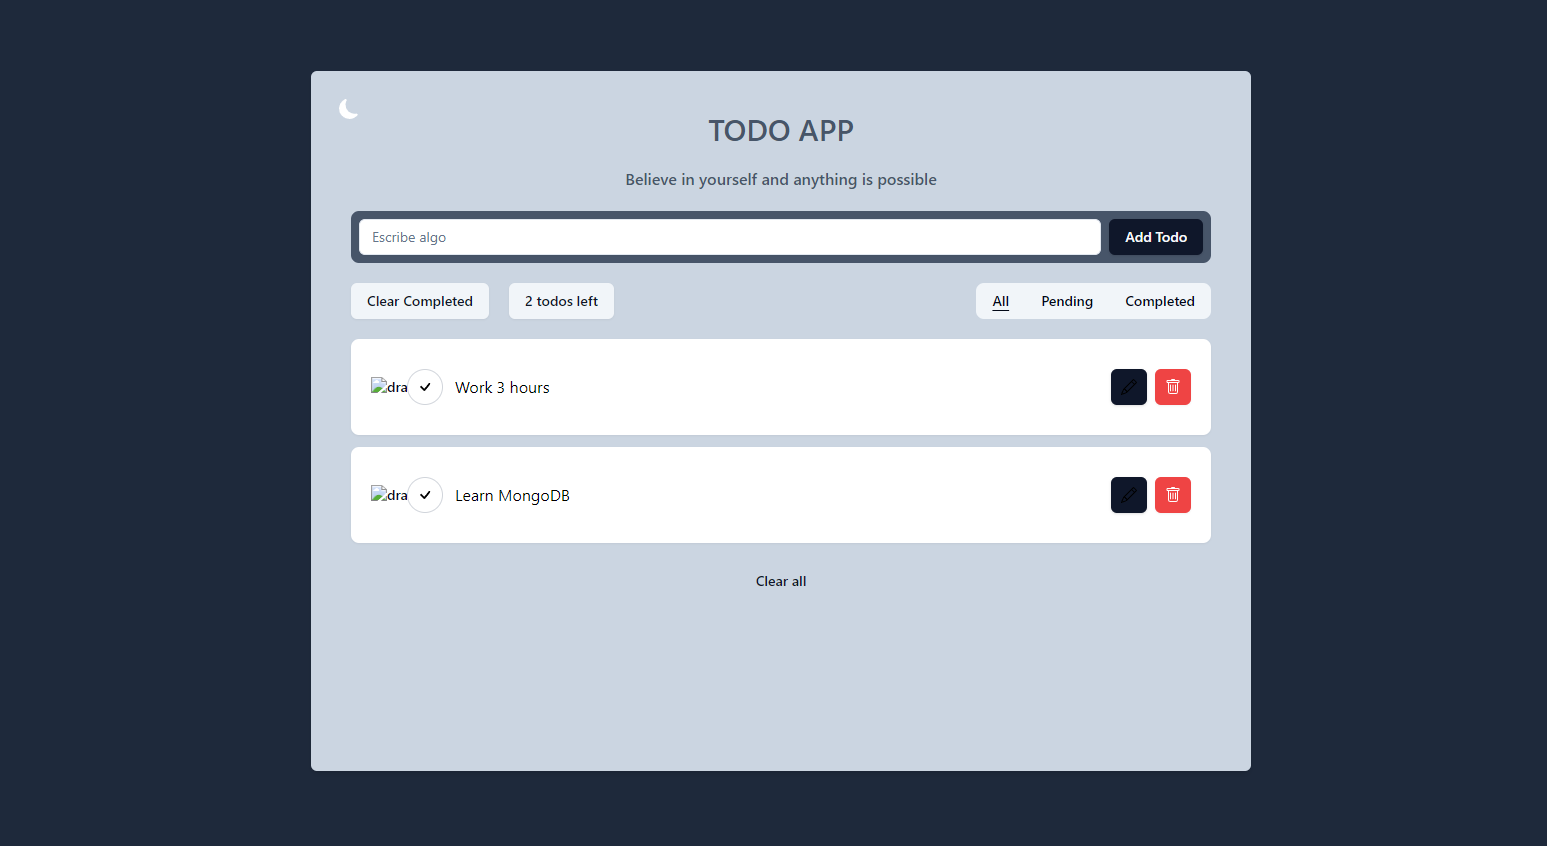 TODO APP
Believe in yourself and anything is possible
Escribe algo
Add Todo
Clear Completed
2 todos left
All
Pending
Completed
dra
Work 3 hours
dra
Learn MongoDB
Clear all